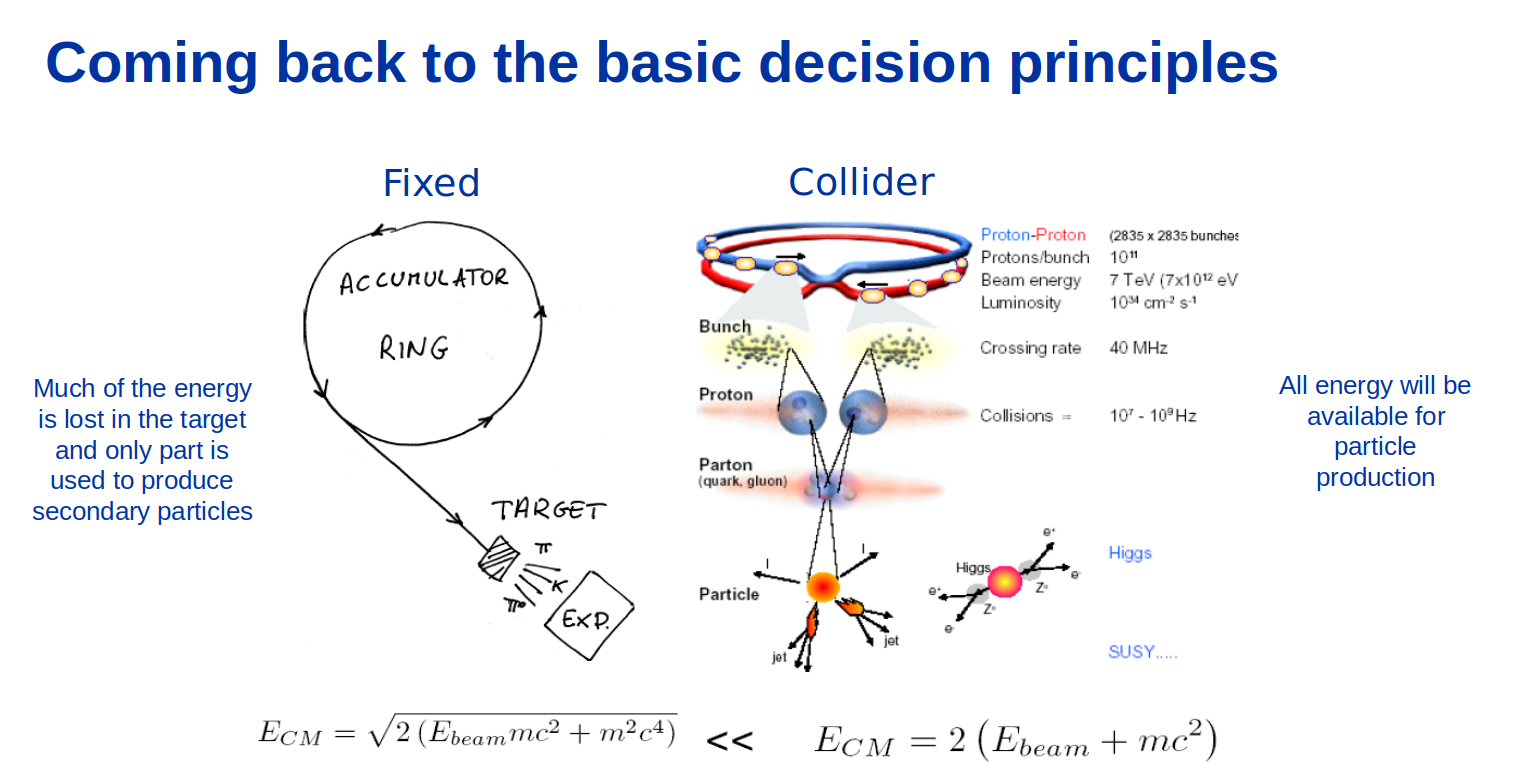 Coming back to the basic decision principles
Fixed
Collider
ACCUMULATOR
RING
TARGET
π
K
π⁰
EXP.
Much of the energy
is lost in the target
and only part is
used to produce
secondary particles
Proton-Proton (2835 x 2835 bunches
Protons/bunch 10¹¹
Beam energy 7 TeV (7x10¹² eV
Luminosity 10³⁴ cm⁻² s⁻¹
Bunch
Crossing rate 40 MHz
Proton
Collisions = 10⁷ - 10⁹ Hz
Parton
(quark, gluon)
Particle
l
l
jet
jet
Higgs
e⁺
e⁻
Z⁰
e⁺
Z⁰
e⁻
Higgs
SUSY.....
All energy will be
available for
particle
production
E_CM = √(2 (E_beam mc² + m²c⁴)) << E_CM = 2 (E_beam + mc²)